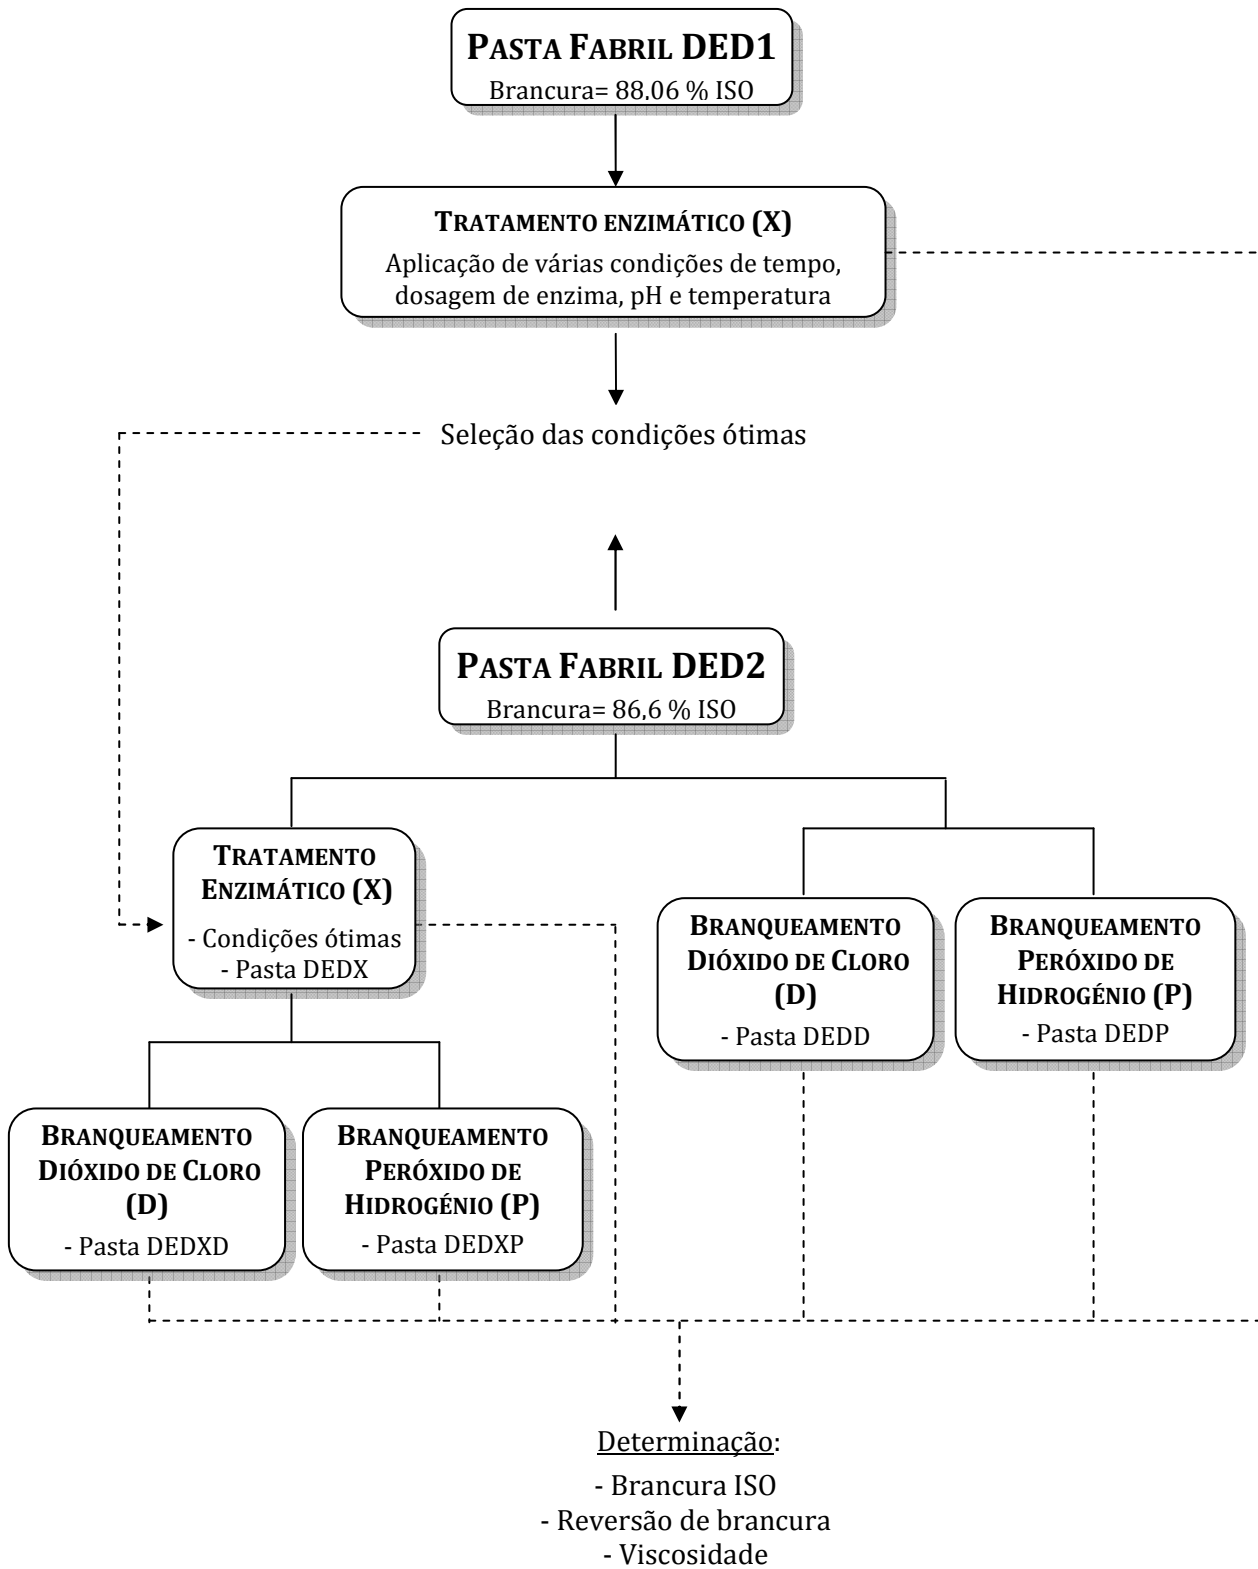 PASTA FABRIL DED1
Brancura= 88,06 % ISO
TRATAMENTO ENZIMÁTICO (X)
Aplicação de várias condições de tempo,
dosagem de enzima, pH e temperatura
Seleção das condições ótimas
PASTA FABRIL DED2
Brancura= 86,6 % ISO
TRATAMENTO
ENZIMÁTICO (X)
- Condições ótimas
- Pasta DEDX
BRANQUEAMENTO
DIÓXIDO DE CLORO
(D)
- Pasta DEDD
BRANQUEAMENTO
PERÓXIDO DE
HIDROGÉNIO (P)
- Pasta DEDP
BRANQUEAMENTO
DIÓXIDO DE CLORO
(D)
- Pasta DEDXD
BRANQUEAMENTO
PERÓXIDO DE
HIDROGÉNIO (P)
- Pasta DEDXP
Determinação:
- Brancura ISO
- Reversão de brancura
- Viscosidade